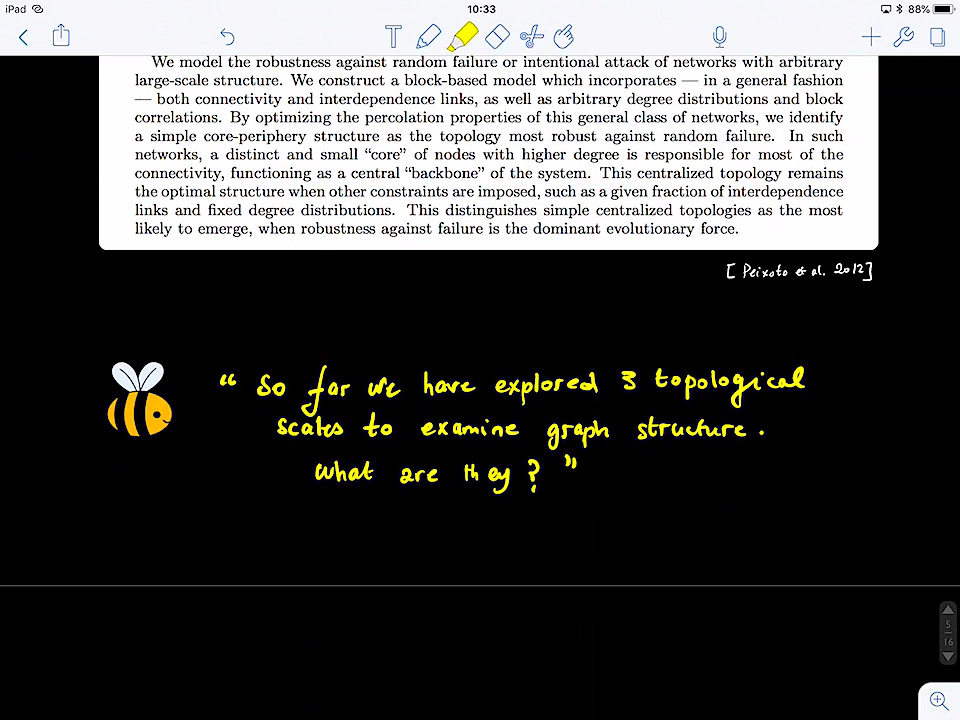 iPad 10:33 88%
T
We model the robustness against random failure or intentional attack of networks with arbitrary
large-scale structure. We construct a block-based model which incorporates — in a general fashion
— both connectivity and interdependence links, as well as arbitrary degree distributions and block
correlations. By optimizing the percolation properties of this general class of networks, we identify
a simple core-periphery structure as the topology most robust against random failure. In such
networks, a distinct and small “core” of nodes with higher degree is responsible for most of the
connectivity, functioning as a central “backbone” of the system. This centralized topology remains
the optimal structure when other constraints are imposed, such as a given fraction of interdependence
links and fixed degree distributions. This distinguishes simple centralized topologies as the most
likely to emerge, when robustness against failure is the dominant evolutionary force.
[Peixoto et al. 2012]
“ So far we have explored 3 topological
scales to examine graph structure.
What are they? ”
5
16